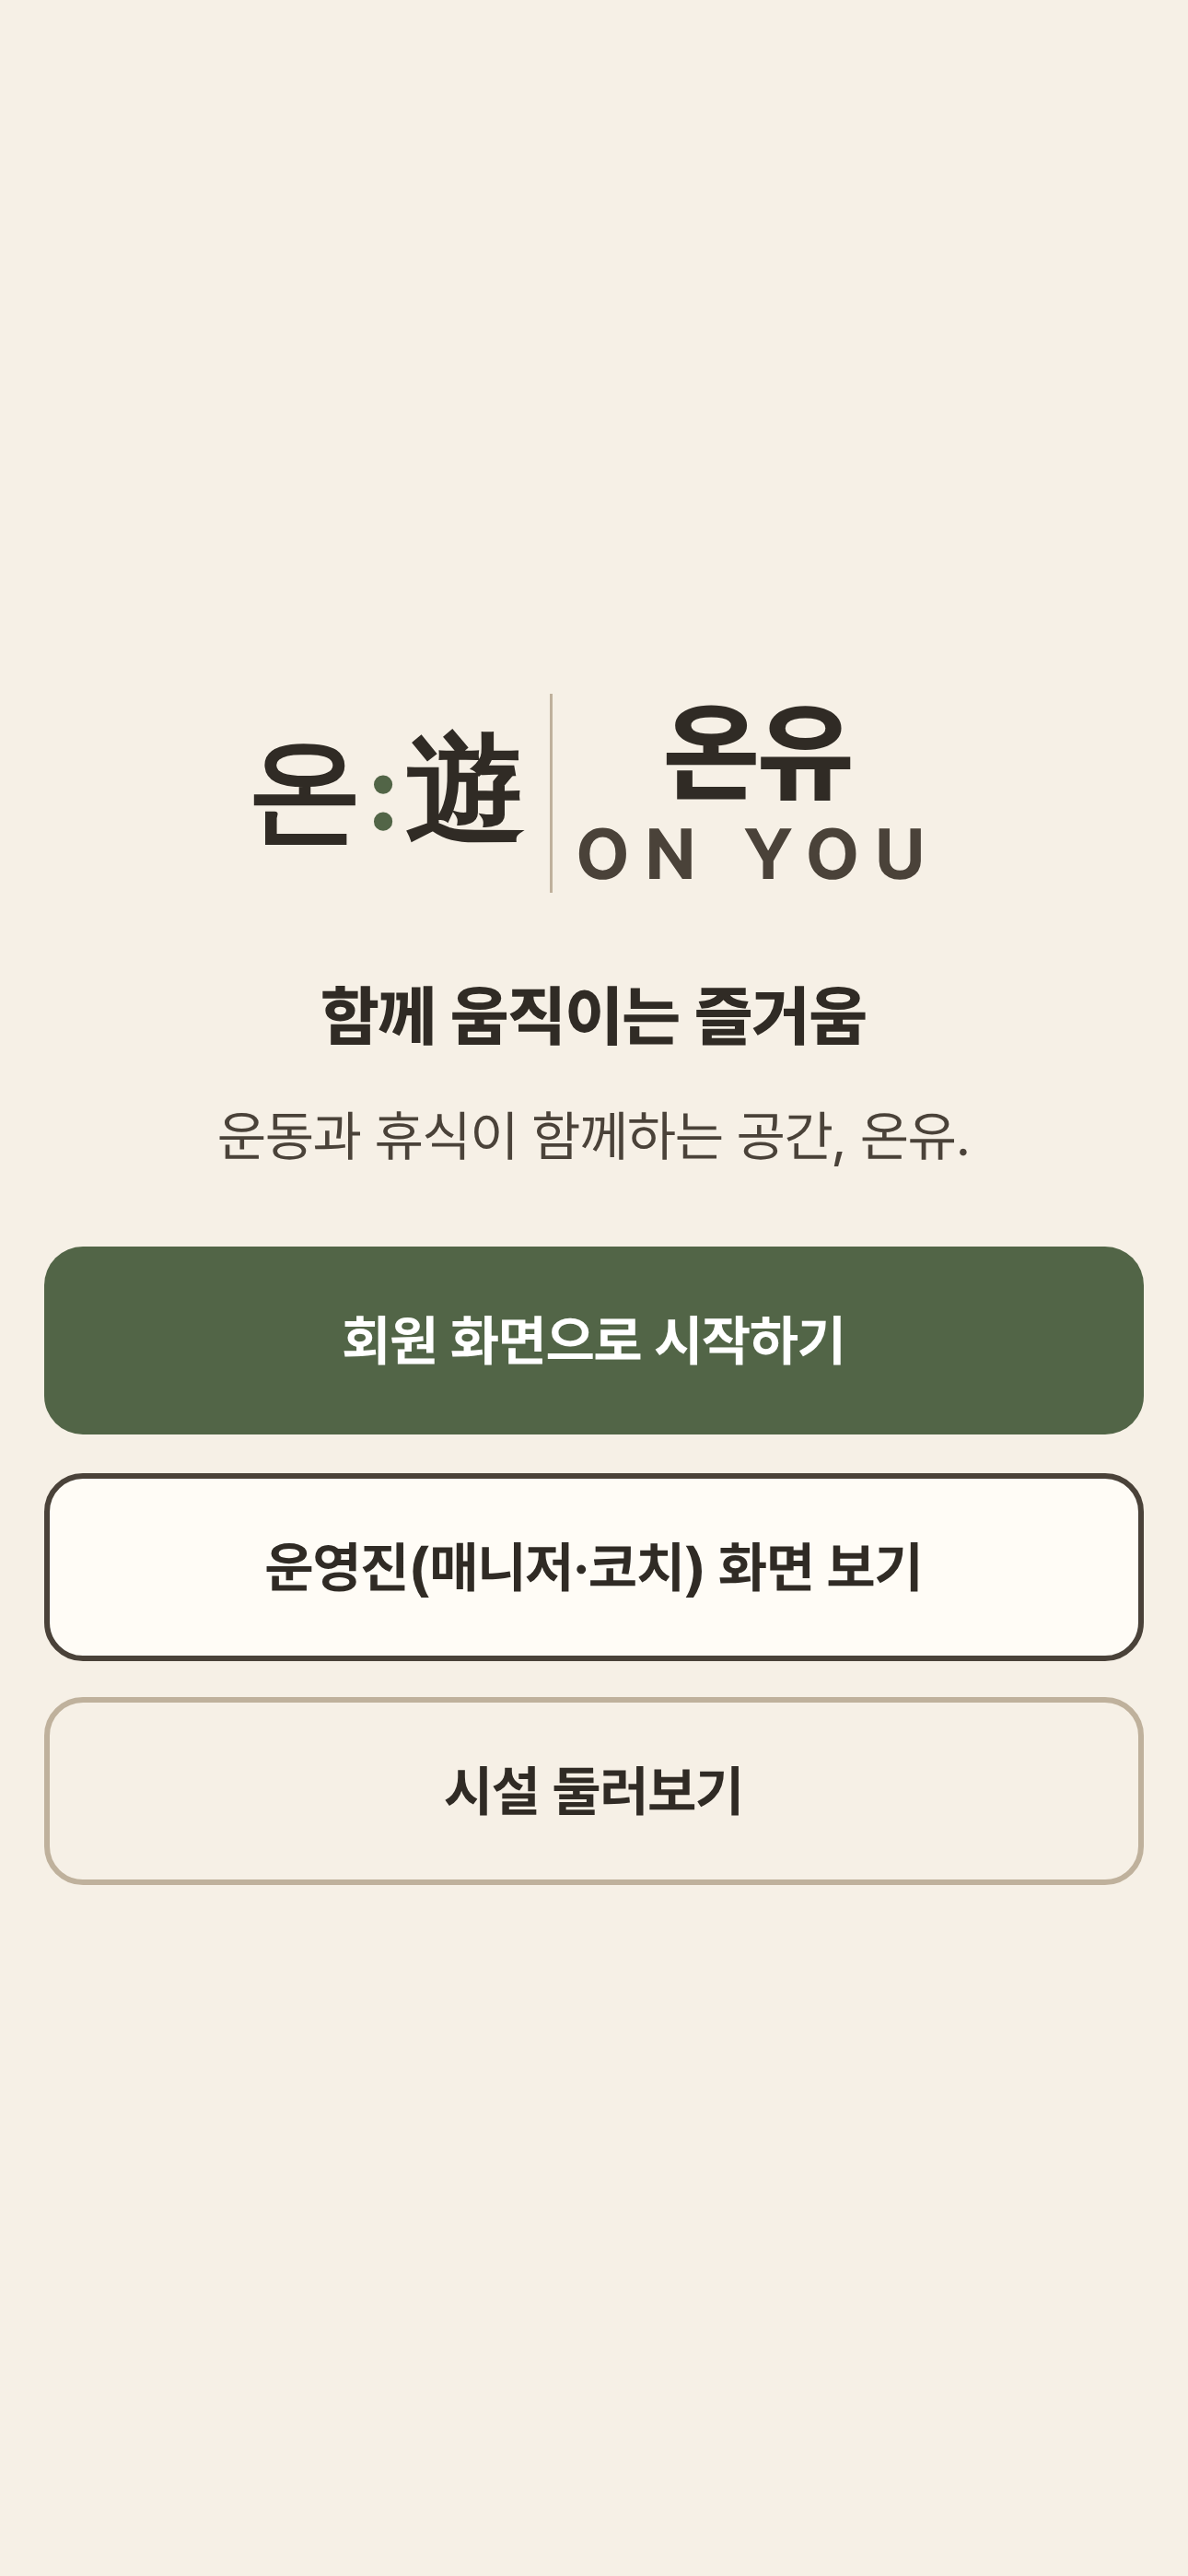 온:遊
온유
ON YOU
함께 움직이는 즐거움
운동과 휴식이 함께하는 공간, 온유.
회원 화면으로 시작하기
운영진(매니저·코치) 화면 보기
시설 둘러보기